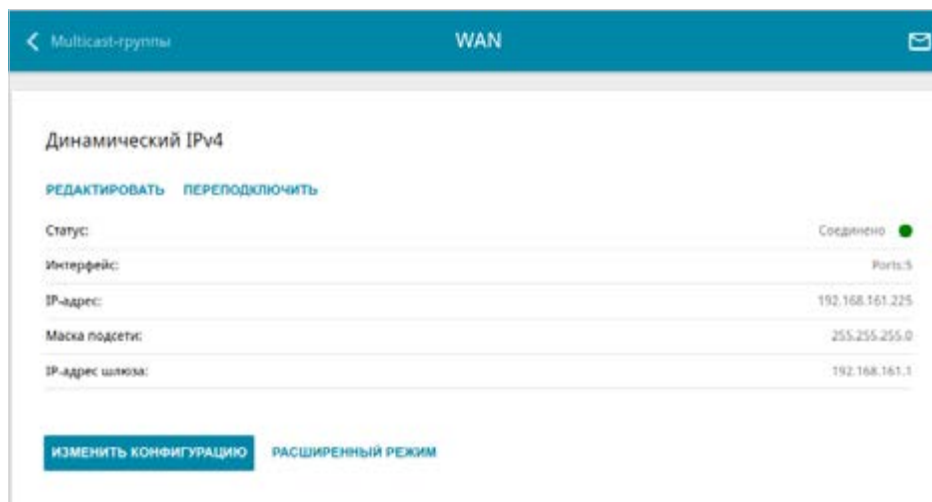 Multicast-группы WAN
Динамический IPv4
РЕДАКТИРОВАТЬ ПЕРЕПОДКЛЮЧИТЬ
Статус: Соединено
Интерфейс: Ports:5
IP-адрес: 192.168.161.225
Маска подсети: 255.255.255.0
IP-адрес шлюза: 192.168.161.1
ИЗМЕНИТЬ КОНФИГУРАЦИЮ РАСШИРЕННЫЙ РЕЖИМ